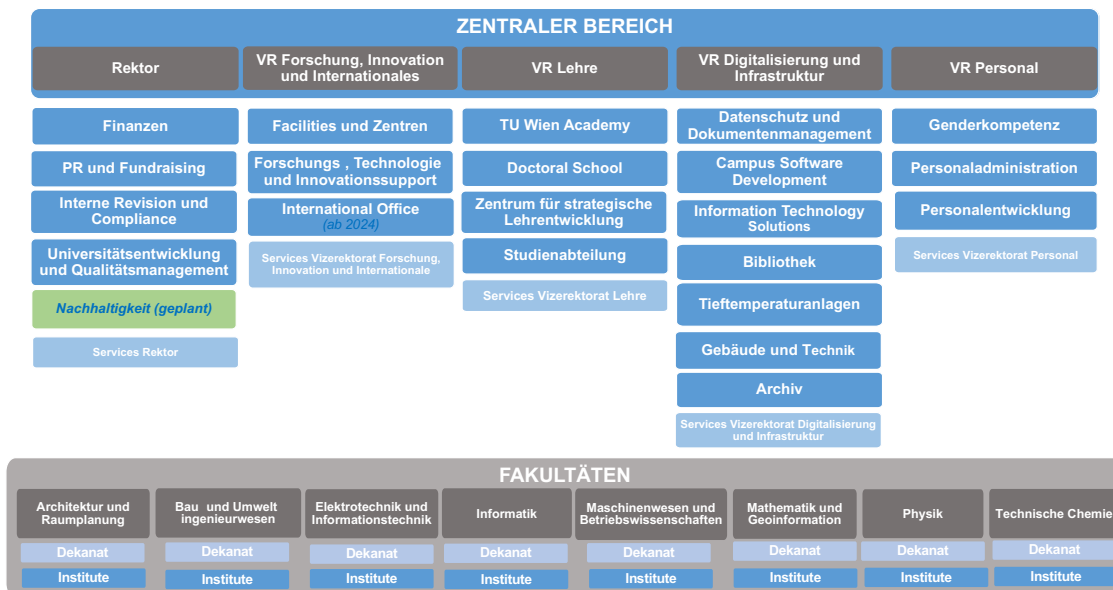 ZENTRALER BEREICH
Rektor
VR Forschung, Innovation
und Internationales
VR Lehre
VR Digitalisierung und
Infrastruktur
VR Personal
Finanzen
PR und Fundraising
Interne Revision und
Compliance
Universitätsentwicklung
und Qualitätsmanagement
Nachhaltigkeit (geplant)
Services Rektor
Facilities und Zentren
Forschungs , Technologie
und Innovationssupport
International Office
(ab 2024)
Services Vizerektorat Forschung,
Innovation und Internationale
TU Wien Academy
Doctoral School
Zentrum für strategische
Lehrentwicklung
Studienabteilung
Services Vizerektorat Lehre
Datenschutz und
Dokumentenmanagement
Campus Software
Development
Information Technology
Solutions
Bibliothek
Tieftemperaturanlagen
Gebäude und Technik
Archiv
Services Vizerektorat Digitalisierung
und Infrastruktur
Genderkompetenz
Personaladministration
Personalentwicklung
Services Vizerektorat Personal
FAKULTÄTEN
Architektur und
Raumplanung
Dekanat
Institute
Bau und Umwelt
ingenieurwesen
Dekanat
Institute
Elektrotechnik und
Informationstechnik
Dekanat
Institute
Informatik
Dekanat
Institute
Maschinenwesen und
Betriebswissenschaften
Dekanat
Institute
Mathematik und
Geoinformation
Dekanat
Institute
Physik
Dekanat
Institute
Technische Chemie
Dekanat
Institute